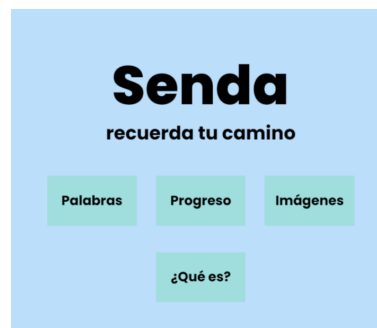 Senda
recuerda tu camino
Palabras Progreso Imágenes
¿Qué es?